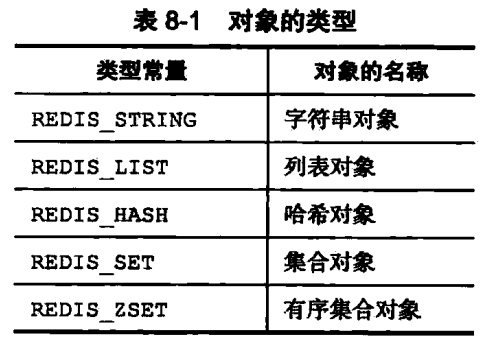 表 8-1 对象的类型
类型常量 对象的名称
REDIS_STRING 字符串对象
REDIS_LIST 列表对象
REDIS_HASH 哈希对象
REDIS_SET 集合对象
REDIS_ZSET 有序集合对象